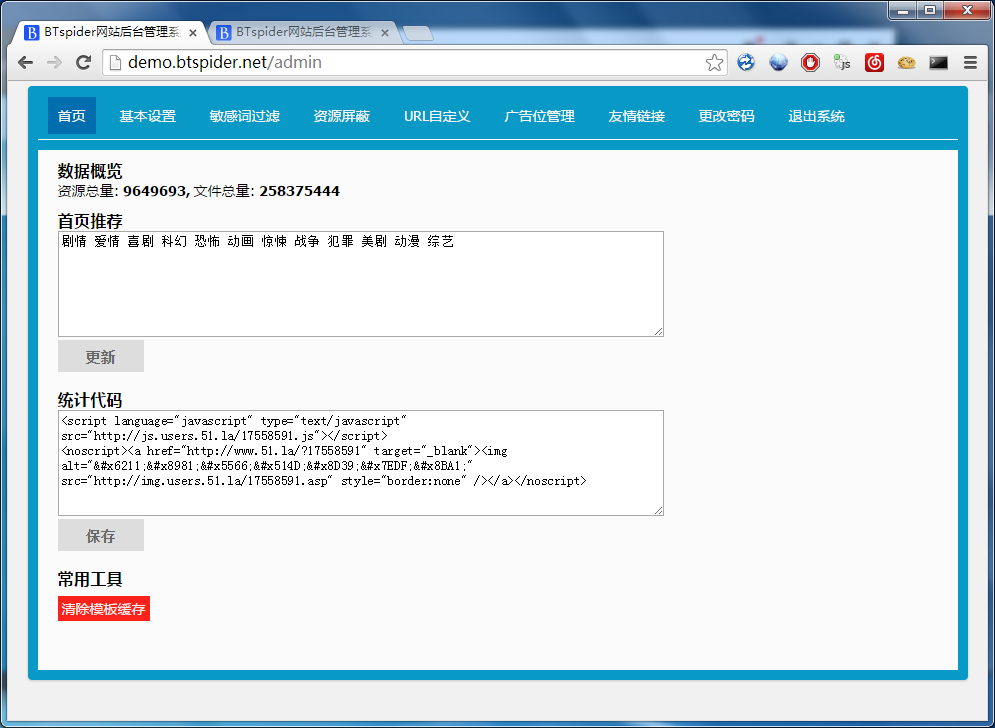 BTspider网站后台管理系
BTspider网站后台管理系
demo.btspider.net/admin
js
首页 基本设置 敏感词过滤 资源屏蔽 URL自定义 广告位管理 友情链接 更改密码 退出系统
数据概览
资源总量: 9649693, 文件总量: 258375444
首页推荐
剧情 爱情 喜剧 科幻 恐怖 动画 惊悚 战争 犯罪 美剧 动漫 综艺
更新
统计代码
<script language="javascript" type="text/javascript"
src="http://js.users.51.la/17558591.js"></script>
<noscript><a href="http://www.51.la/?17558591" target="_blank"><img
alt="&#x6211;&#x8981;&#x5566;&#x514D;&#x8D39;&#x7EDF;&#x8BA1;"
src="http://img.users.51.la/17558591.asp" style="border:none" /></a></noscript>
保存
常用工具
清除模板缓存